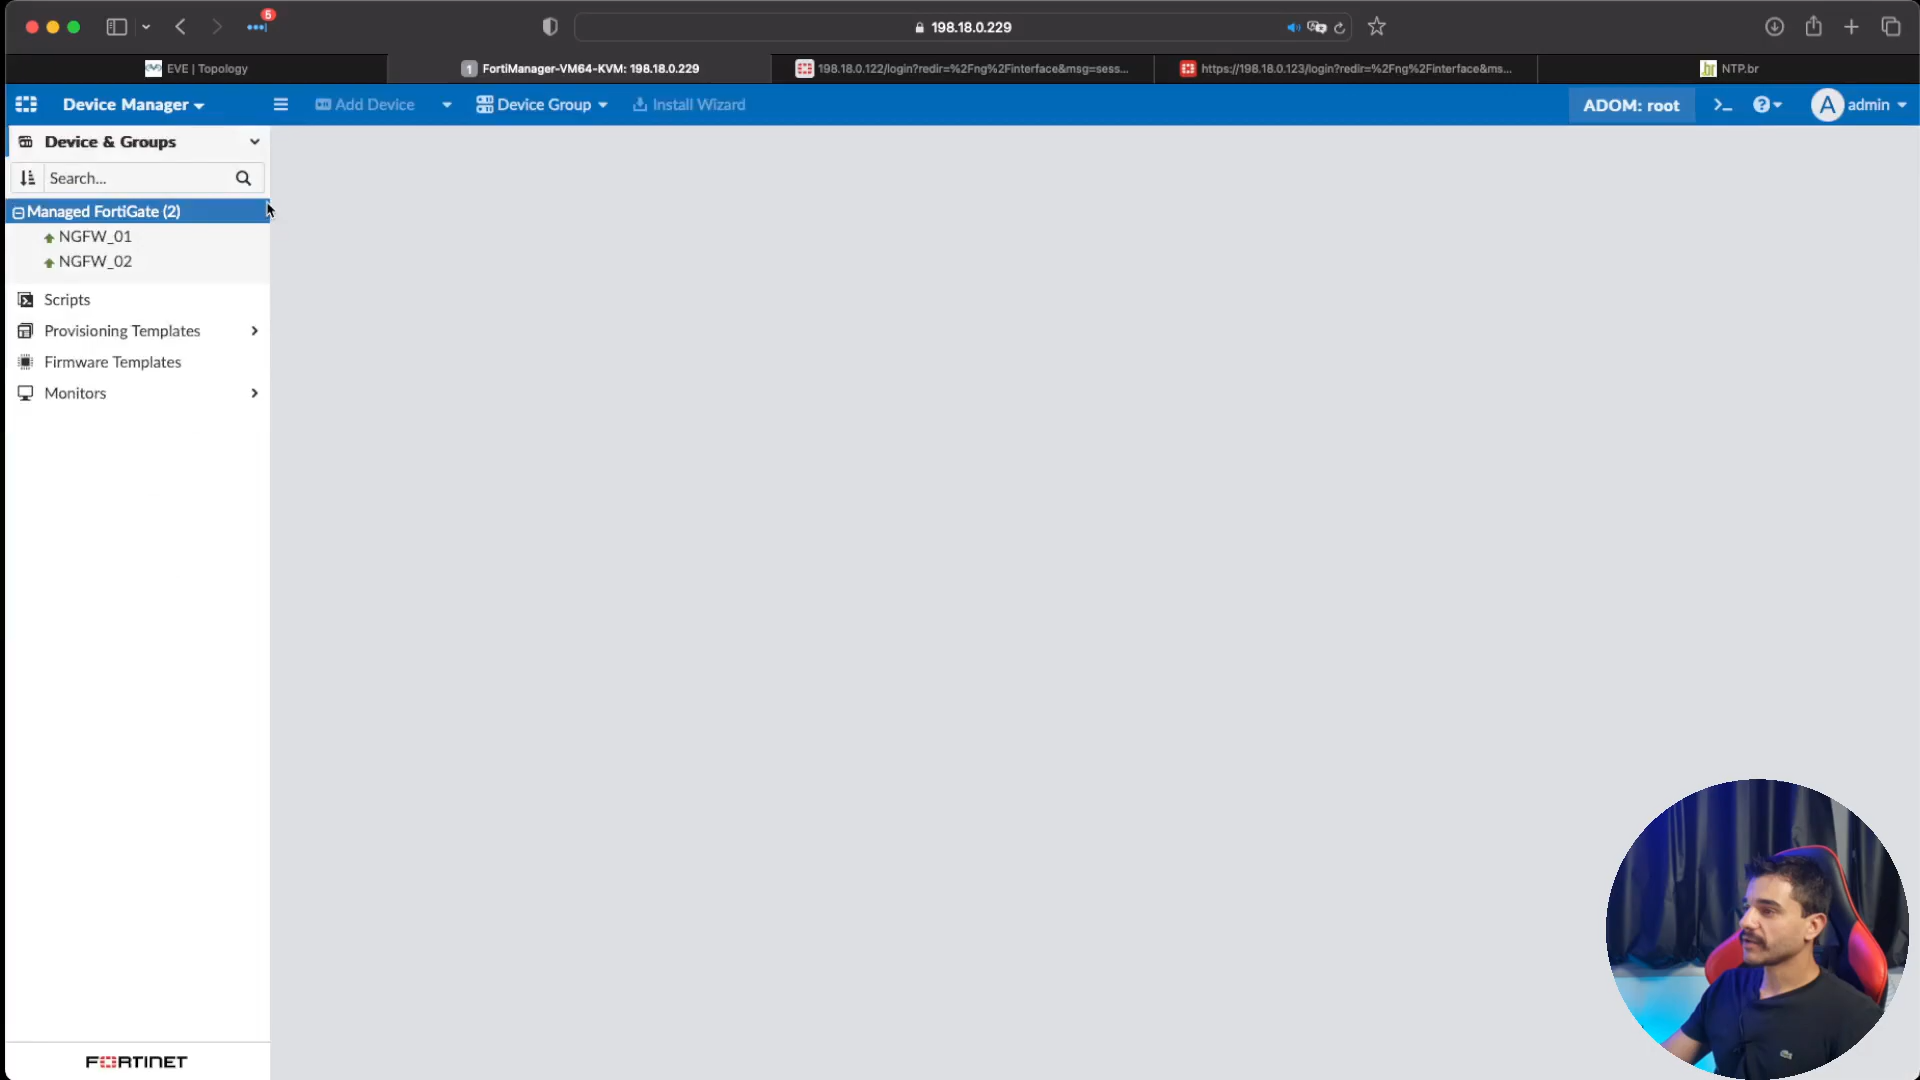 5
198.18.0.229
EVE | Topology
1 FortiManager-VM64-KVM: 198.18.0.229
198.18.0.122/login?redir=%2Fng%2Finterface&msg=sess...
https://198.18.0.123/login?redir=%2Fng%2Finterface&ms...
NTP.br
Device Manager
Add Device
Device Group
Install Wizard
ADOM: root
A admin
Device & Groups
Search...
Managed FortiGate (2)
NGFW_01
NGFW_02
Scripts
Provisioning Templates
Firmware Templates
Monitors
FORTINET